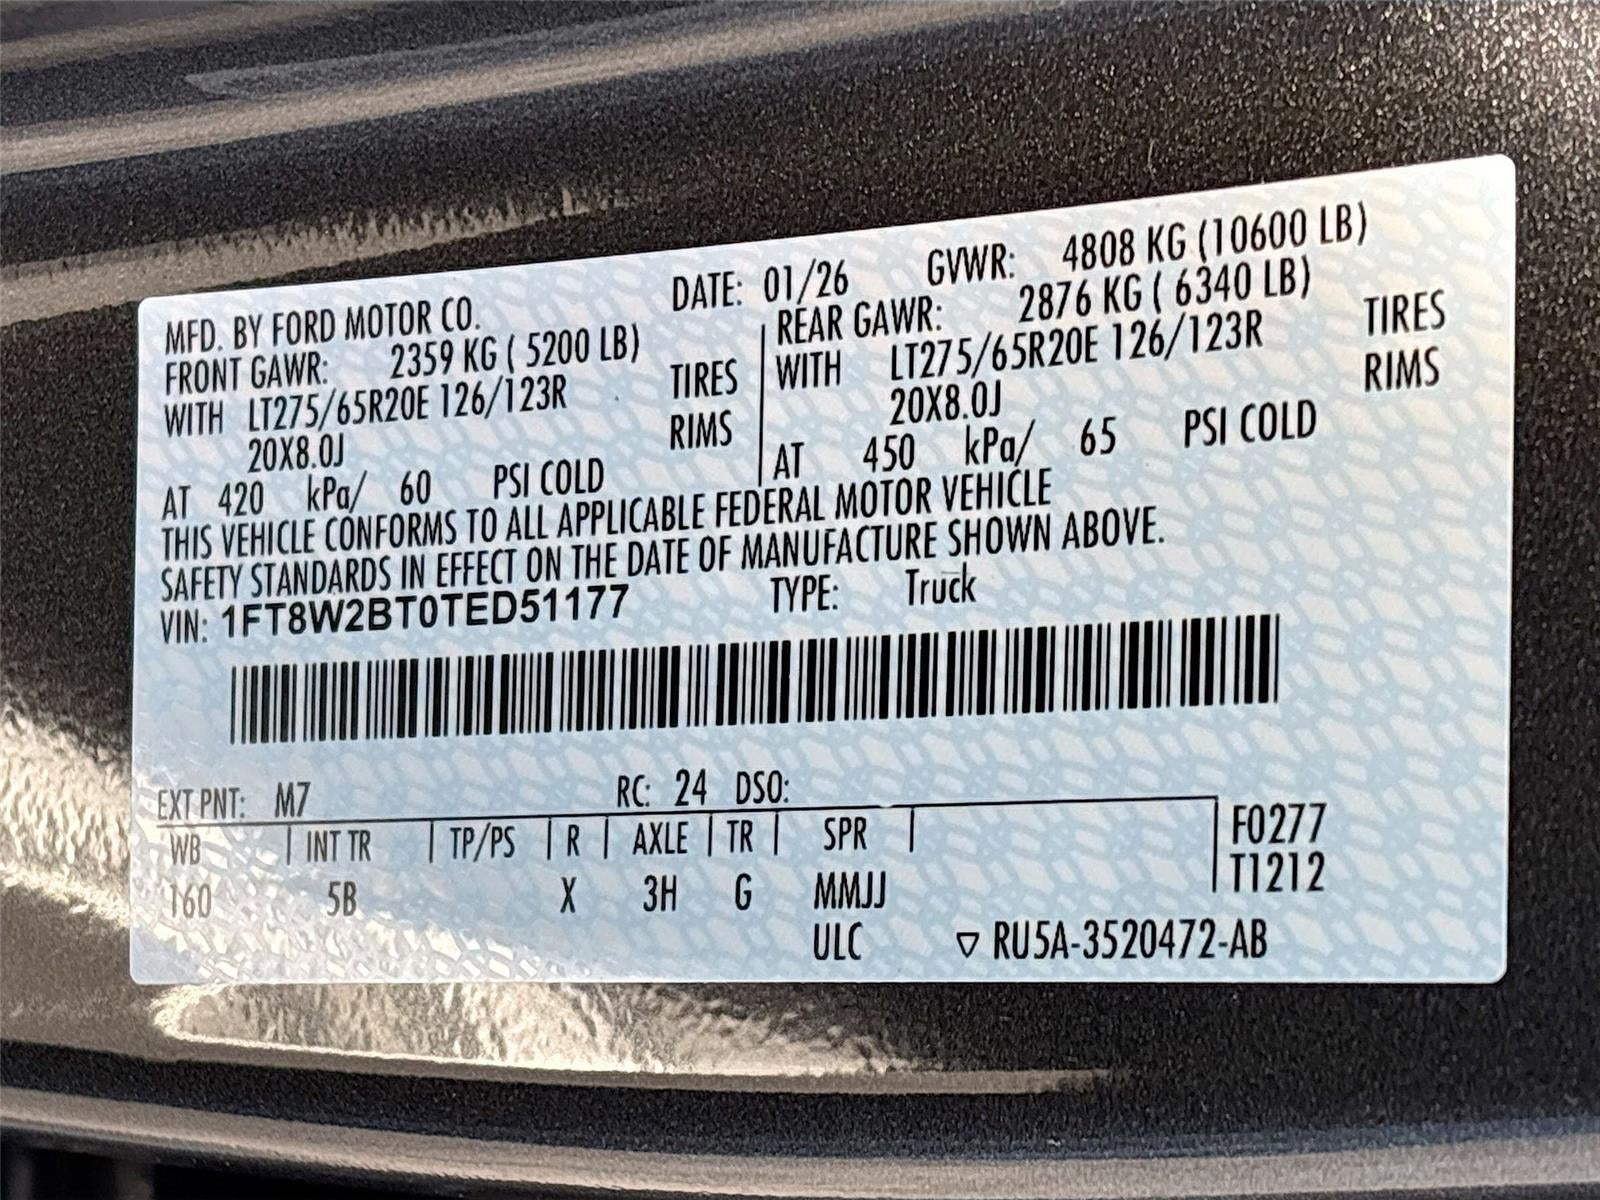 MFD. BY FORD MOTOR CO. DATE: 01/26 GVWR: 4808 KG (10600 LB)
FRONT GAWR: 2359 KG ( 5200 LB)
WITH LT275/65R20E 126/123R TIRES
20X8.0J RIMS
AT 420 kPa/ 60 PSI COLD
REAR GAWR: 2876 KG ( 6340 LB)
WITH LT275/65R20E 126/123R TIRES
20X8.0J RIMS
AT 450 kPa/ 65 PSI COLD
THIS VEHICLE CONFORMS TO ALL APPLICABLE FEDERAL MOTOR VEHICLE
SAFETY STANDARDS IN EFFECT ON THE DATE OF MANUFACTURE SHOWN ABOVE.
VIN: 1FT8W2BT0TED51177 TYPE: Truck
EXT PNT: M7 RC: 24 DSO:
WB | INT TR | TP/PS | R | AXLE | TR | SPR | F0277
160 5B X 3H G MMJJ T1212
ULC ▽ RU5A-3520472-AB